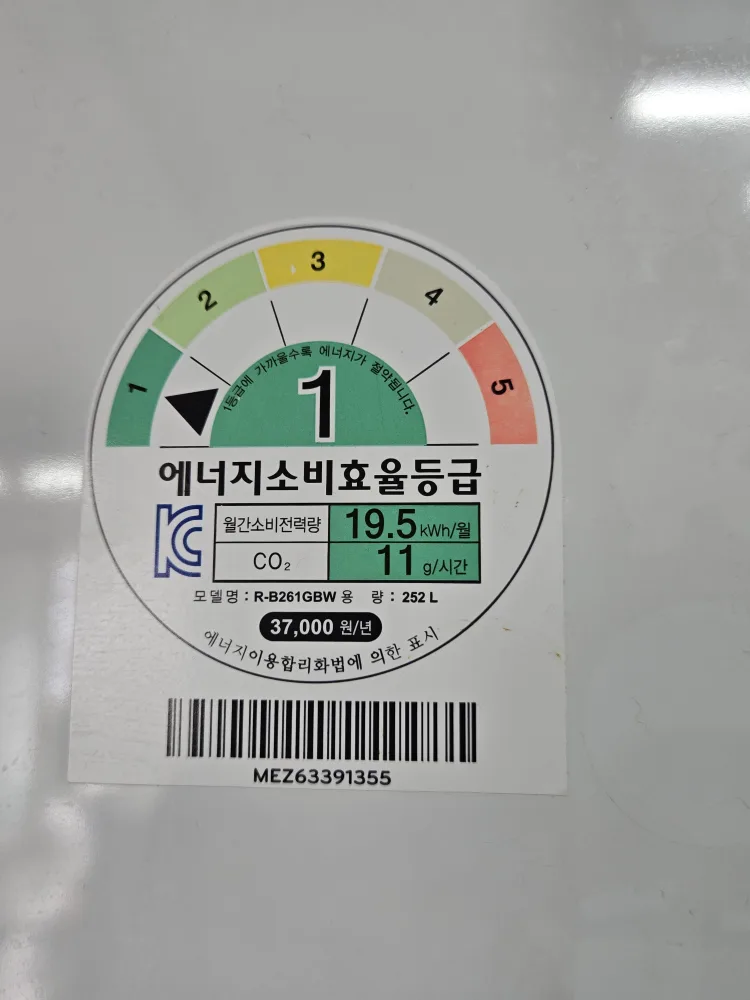 1
2
3
4
5
1등급에 가까울수록 에너지가 절약됩니다.
1
에너지소비효율등급
월간소비전력량 19.5 kWh/월
CO₂ 11 g/시간
모델명 : R-B261GBW 용 량 : 252 L
37,000 원/년
에너지이용합리화법에 의한 표시
MEZ63391355